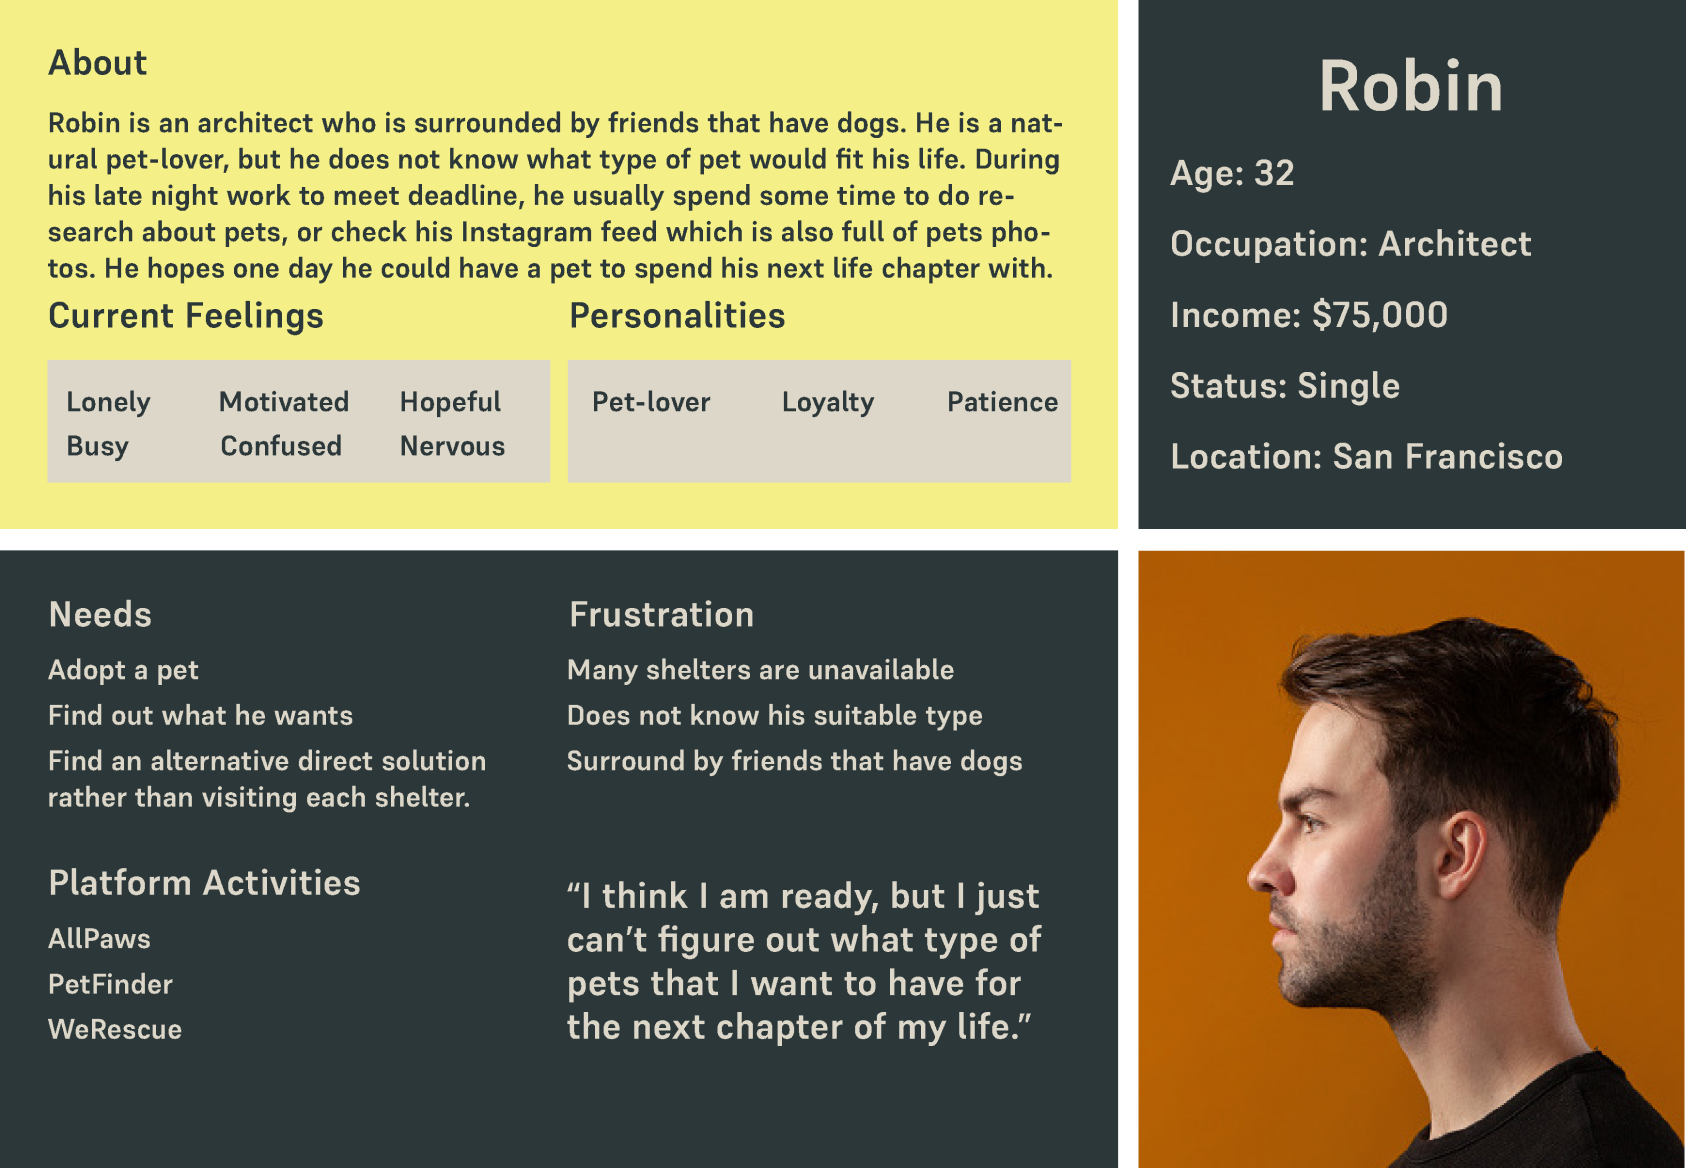 About
Robin is an architect who is surrounded by friends that have dogs. He is a nat-
ural pet-lover, but he does not know what type of pet would fit his life. During
his late night work to meet deadline, he usually spend some time to do re-
search about pets, or check his Instagram feed which is also full of pets pho-
tos. He hopes one day he could have a pet to spend his next life chapter with.
Current Feelings
Lonely Motivated Hopeful
Busy Confused Nervous
Personalities
Pet-lover Loyalty Patience
Robin
Age: 32
Occupation: Architect
Income: $75,000
Status: Single
Location: San Francisco
Needs
Adopt a pet
Find out what he wants
Find an alternative direct solution
rather than visiting each shelter.
Frustration
Many shelters are unavailable
Does not know his suitable type
Surround by friends that have dogs
Platform Activities
AllPaws
PetFinder
WeRescue
“I think I am ready, but I just
can’t figure out what type of
pets that I want to have for
the next chapter of my life.”